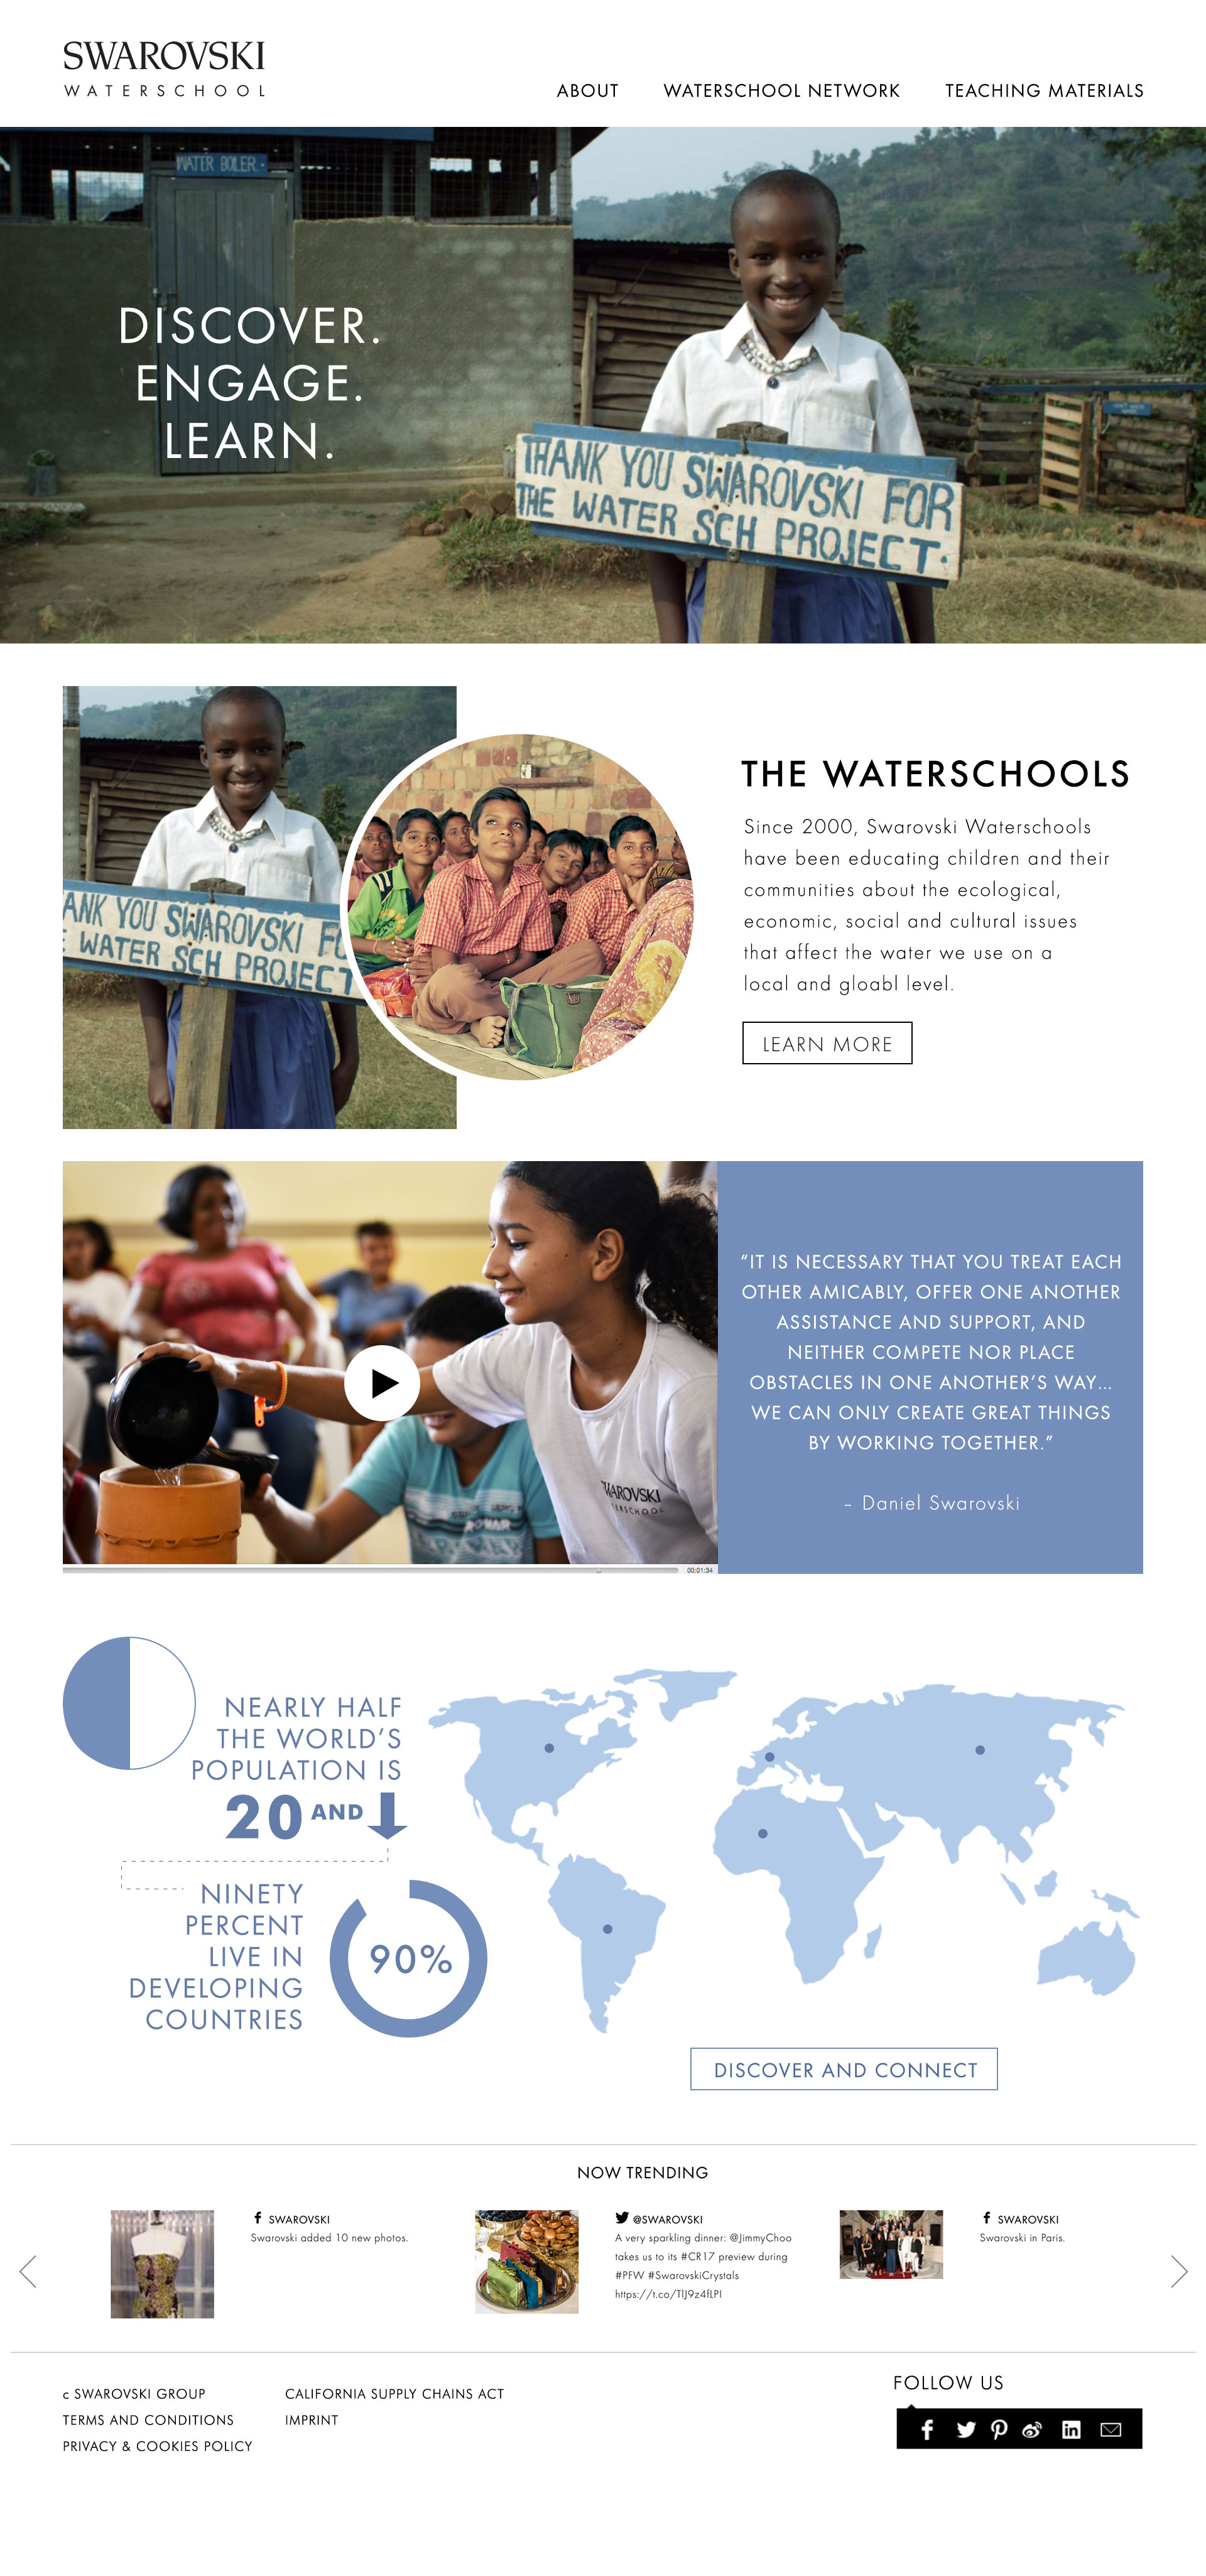 SWAROVSKI
WATERSCHOOL
ABOUT
WATERSCHOOL NETWORK
TEACHING MATERIALS
WATER BOILER
DISCOVER.
ENGAGE.
LEARN.
THANK YOU SWAROVSKI FOR
THE WATER SCH PROJECT.
ANK YOU SWAROVSKI F
WATER SCH PROJECT
THE WATERSCHOOLS
Since 2000, Swarovski Waterschools
have been educating children and their
communities about the ecological,
economic, social and cultural issues
that affect the water we use on a
local and gloabl level.
LEARN MORE
WAROVSKI
ERSCHOOL
00:01:34
“IT IS NECESSARY THAT YOU TREAT EACH
OTHER AMICABLY, OFFER ONE ANOTHER
ASSISTANCE AND SUPPORT, AND
NEITHER COMPETE NOR PLACE
OBSTACLES IN ONE ANOTHER’S WAY...
WE CAN ONLY CREATE GREAT THINGS
BY WORKING TOGETHER.”
– Daniel Swarovski
NEARLY HALF
THE WORLD’S
POPULATION IS
20 AND
NINETY
PERCENT
LIVE IN
DEVELOPING
COUNTRIES
90%
DISCOVER AND CONNECT
NOW TRENDING
SWAROVSKI
Swarovski added 10 new photos.
@SWAROVSKI
A very sparkling dinner: @JimmyChoo
takes us to its #CR17 preview during
#PFW #SwarovskiCrystals
https://t.co/TlJ9z4fLPI
SWAROVSKI
Swarovski in Paris.
c SWAROVSKI GROUP
TERMS AND CONDITIONS
PRIVACY & COOKIES POLICY
CALIFORNIA SUPPLY CHAINS ACT
IMPRINT
FOLLOW US